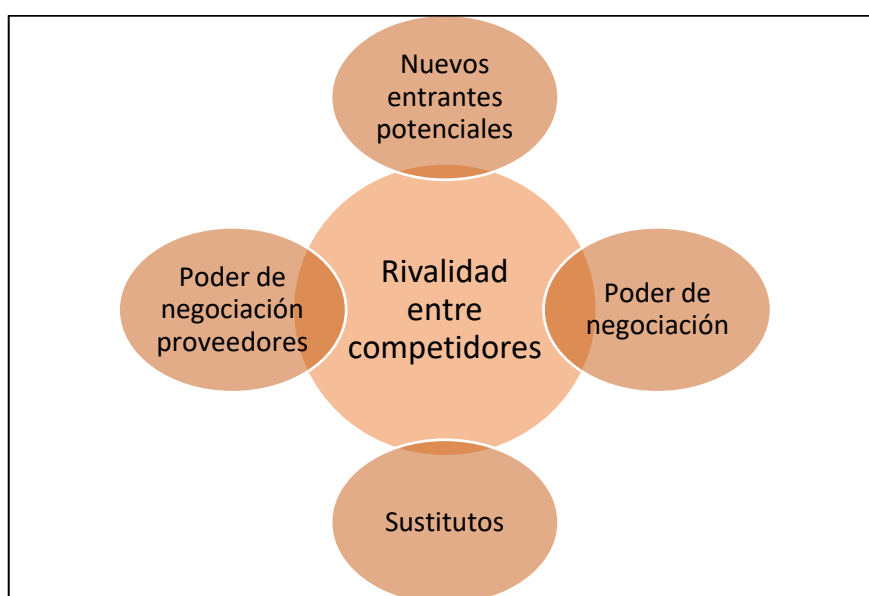 Nuevos
entrantes
potenciales
Poder de
negociación
proveedores
Rivalidad
entre
competidores
Poder de
negociación
Sustitutos